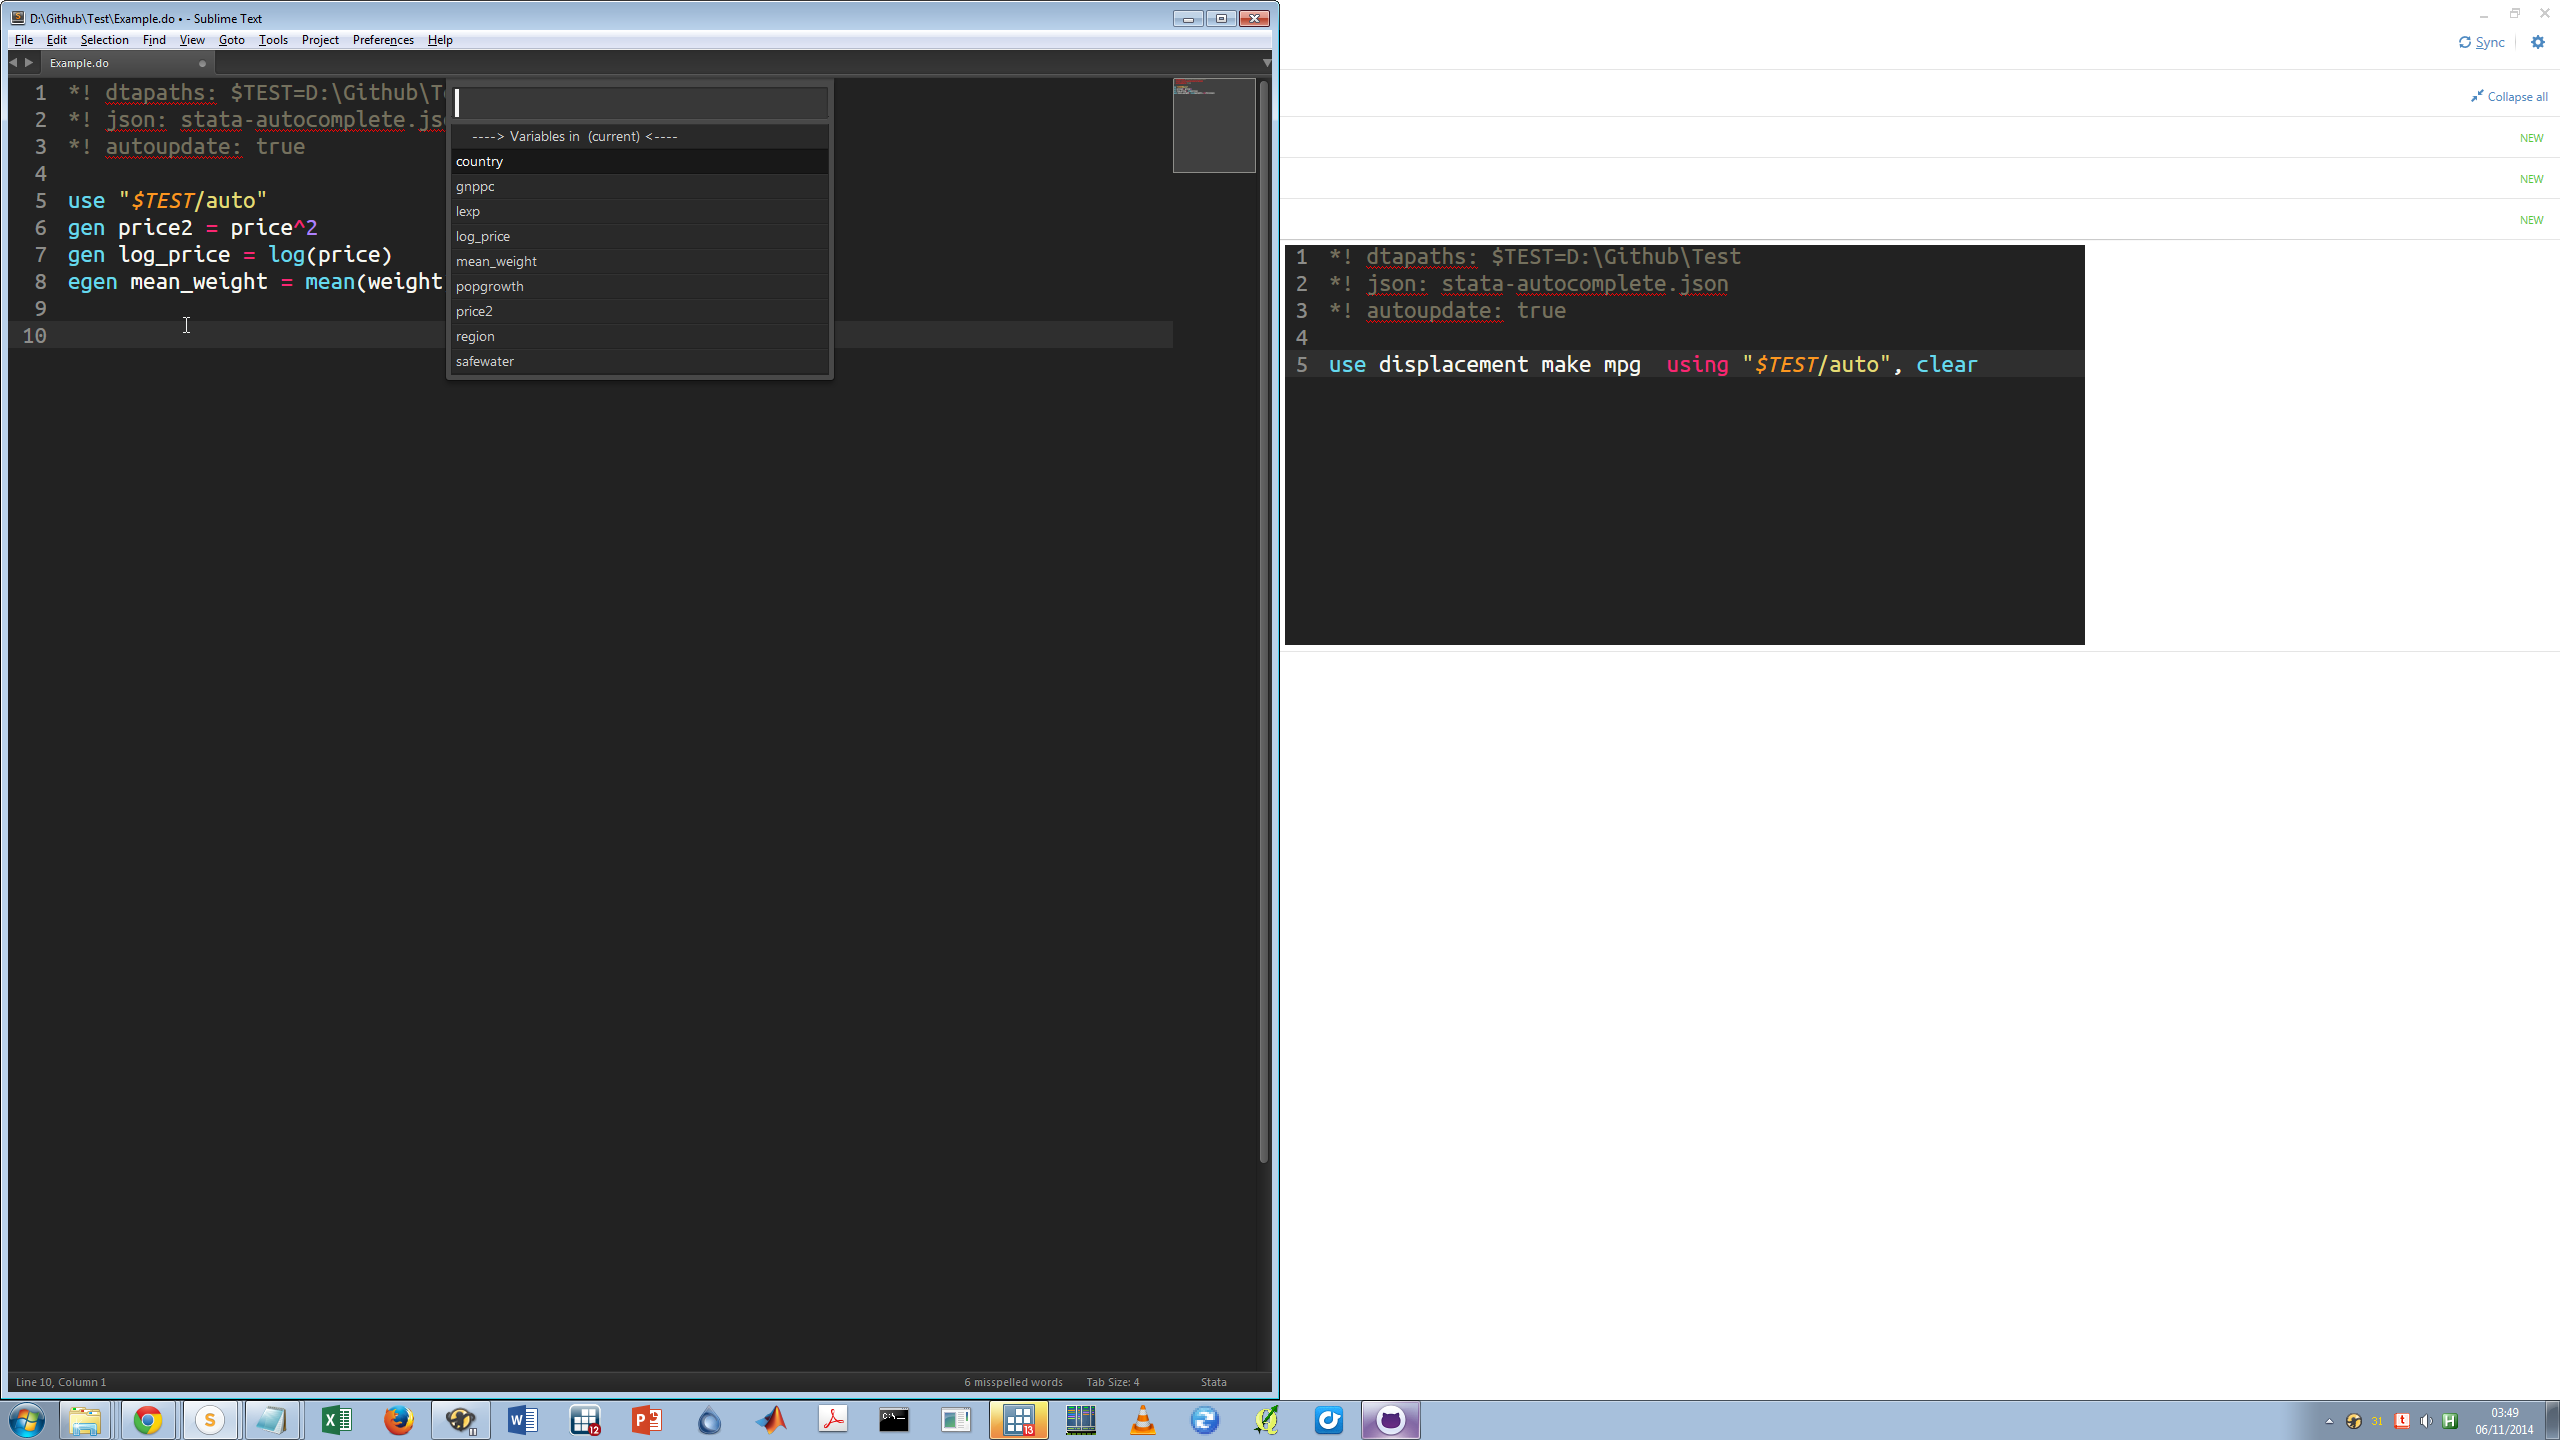 D:\Github\Test\Example.do • - Sublime Text
File Edit Selection Find View Goto Tools Project Preferences Help
Example.do
1 *! dtapaths: $TEST=D:\Github\T
2 *! json: stata-autocomplete.js
3 *! autoupdate: true
4
5 use "$TEST/auto"
6 gen price2 = price^2
7 gen log_price = log(price)
8 egen mean_weight = mean(weight
9
10
----> Variables in (current) <----
country
gnppc
lexp
log_price
mean_weight
popgrowth
price2
region
safewater
Line 10, Column 1
6 misspelled words
Tab Size: 4
Stata
Sync
Collapse all
NEW
NEW
NEW
1 *! dtapaths: $TEST=D:\Github\Test
2 *! json: stata-autocomplete.json
3 *! autoupdate: true
4
5 use displacement make mpg  using "$TEST/auto", clear
12
13
31
03:49
06/11/2014